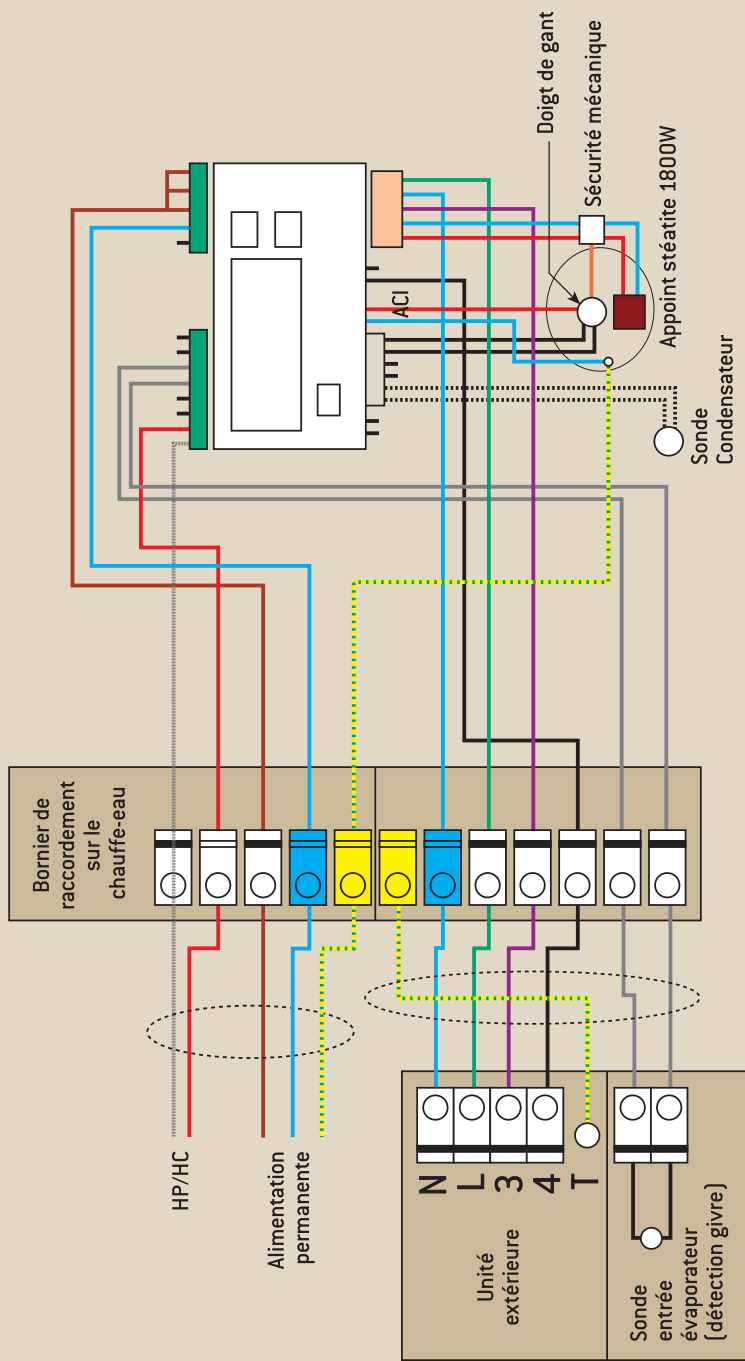 Bornier de
raccordement
sur le
chauffe-eau
HP/HC
Alimentation
permanente
N
L
3
4
T
Unité
extérieure
Sonde
entrée
évaporateur
(détection givre)
ACI
Doigt de gant
Sécurité mécanique
Appoint stéatite 1800W
Sonde
Condensateur